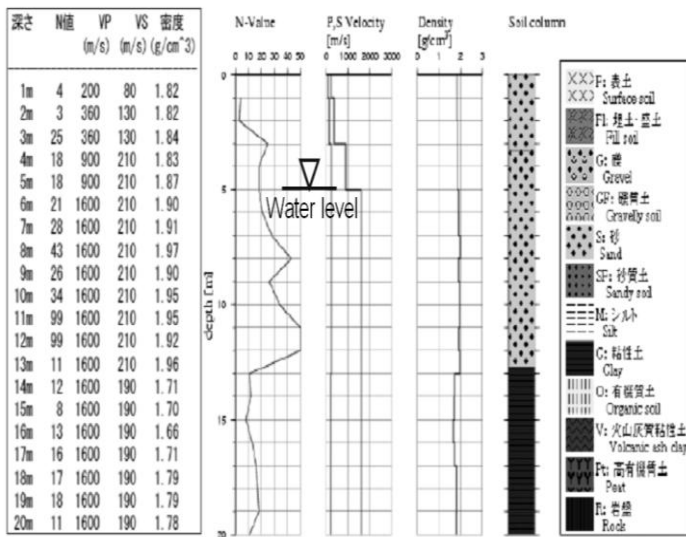 深さ N値 VP VS 密度
(m/s) (m/s) (g/cm^3)
1m 4 200 80 1.82
2m 3 360 130 1.82
3m 25 360 130 1.84
4m 18 900 210 1.83
5m 18 900 210 1.87
6m 21 1600 210 1.90
7m 28 1600 210 1.91
8m 43 1600 210 1.97
9m 26 1600 210 1.90
10m 34 1600 210 1.95
11m 99 1600 210 1.95
12m 99 1600 210 1.92
13m 11 1600 210 1.96
14m 12 1600 190 1.71
15m 8 1600 190 1.70
16m 13 1600 190 1.66
17m 16 1600 190 1.71
18m 17 1600 190 1.79
19m 18 1600 190 1.79
20m 11 1600 190 1.78
N-Value
0 10 20 30 40 50
P,S Velocity
[m/s]
0 1000 2000 3000
Density
[g/cm³]
0 1 2 3
Soil column
depth [m]
0
5
10
15
20
Water level
F: 表土
Surface soil
Fl: 埋土・盛土
Fill soil
G: 礫
Gravel
GF: 礫質土
Gravelly soil
S: 砂
Sand
SF: 砂質土
Sandy soil
M: シルト
Silt
C: 粘性土
Clay
O: 有機質土
Organic soil
V: 火山灰質粘性土
Volcanic ash clay
Pt: 高有機質土
Peat
R: 岩盤
Rock